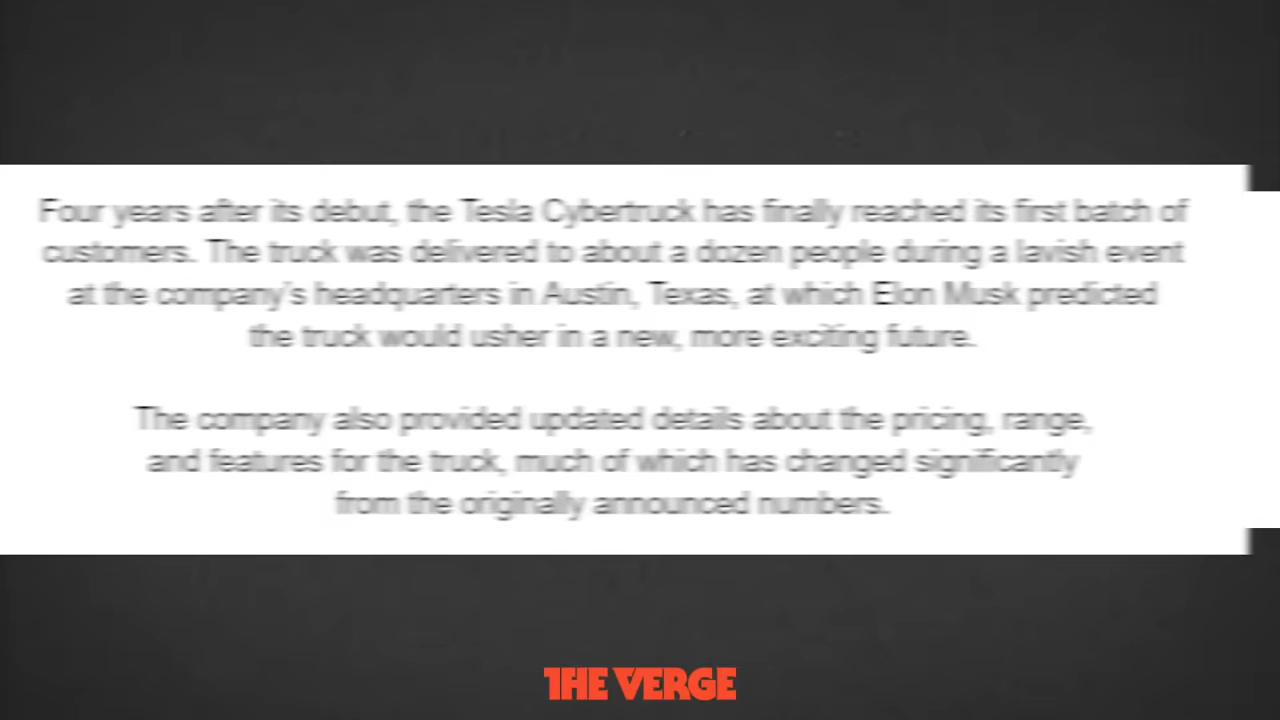 Four years after its debut, the Tesla Cybertruck has finally reached its first batch of
customers. The truck was delivered to about a dozen people during a lavish event
at the company's headquarters in Austin, Texas, at which Elon Musk predicted
the truck would usher in a new, more exciting future.
The company also provided updated details about the pricing, range,
and features for the truck, much of which has changed significantly
from the originally announced numbers.
THE VERGE